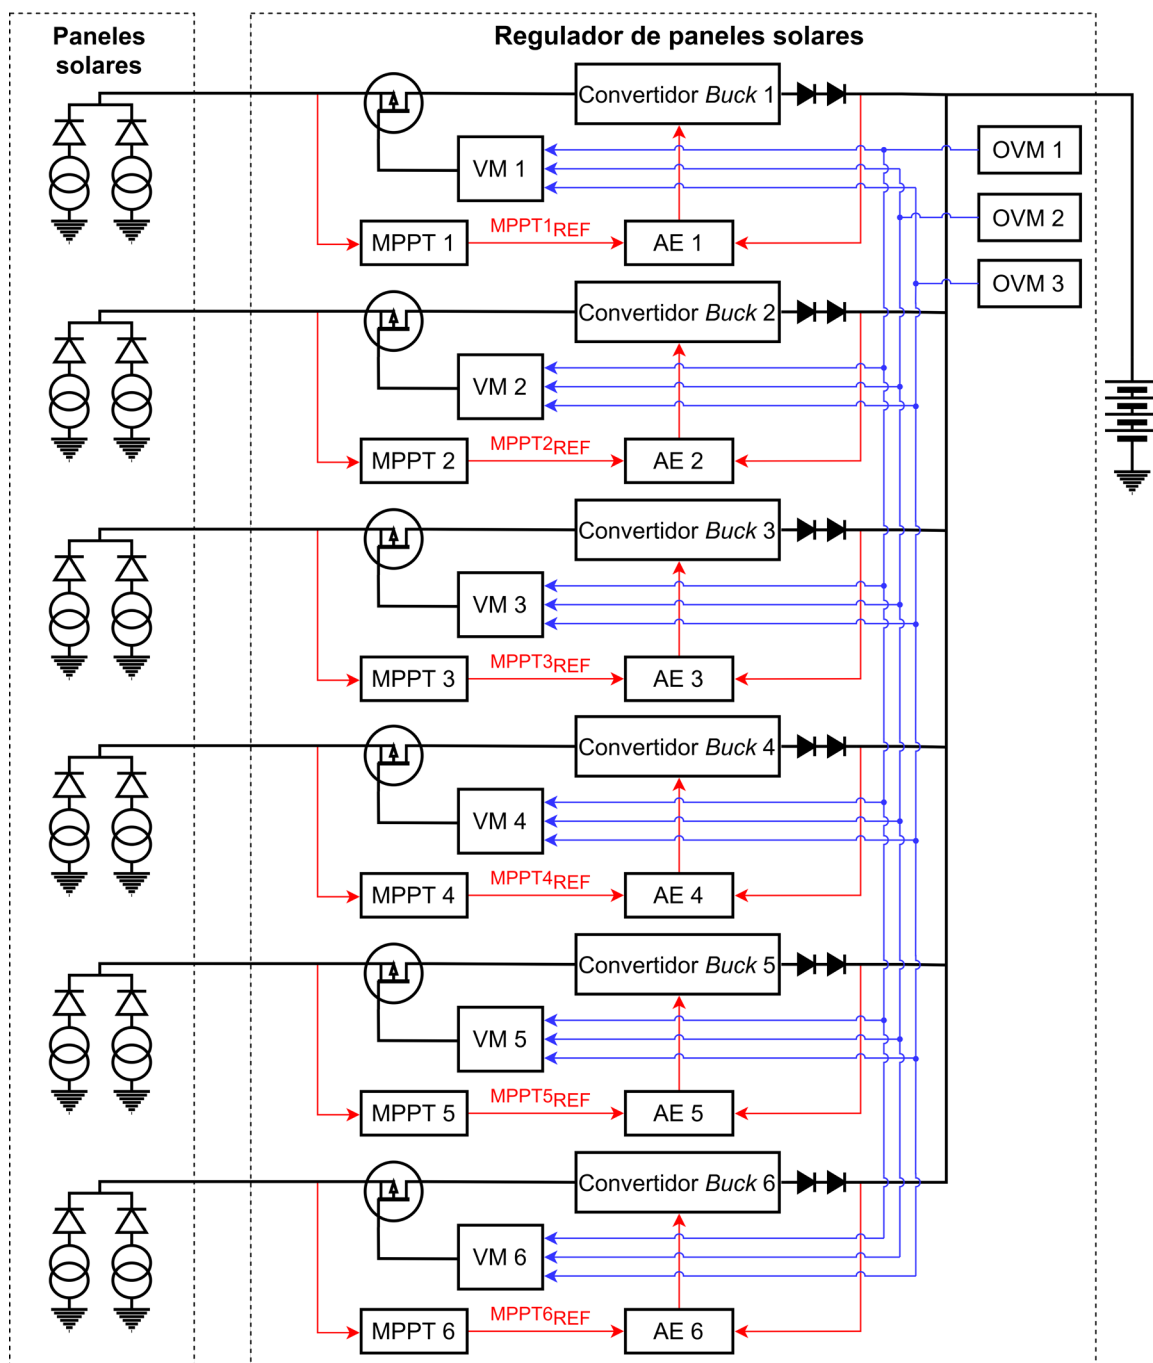 Paneles
solares
Regulador de paneles solares
Convertidor Buck 1
VM 1
OVM 1
OVM 2
OVM 3
MPPT 1
MPPT1REF
AE 1
Convertidor Buck 2
VM 2
MPPT 2
MPPT2REF
AE 2
Convertidor Buck 3
VM 3
MPPT 3
MPPT3REF
AE 3
Convertidor Buck 4
VM 4
MPPT 4
MPPT4REF
AE 4
Convertidor Buck 5
VM 5
MPPT 5
MPPT5REF
AE 5
Convertidor Buck 6
VM 6
MPPT 6
MPPT6REF
AE 6